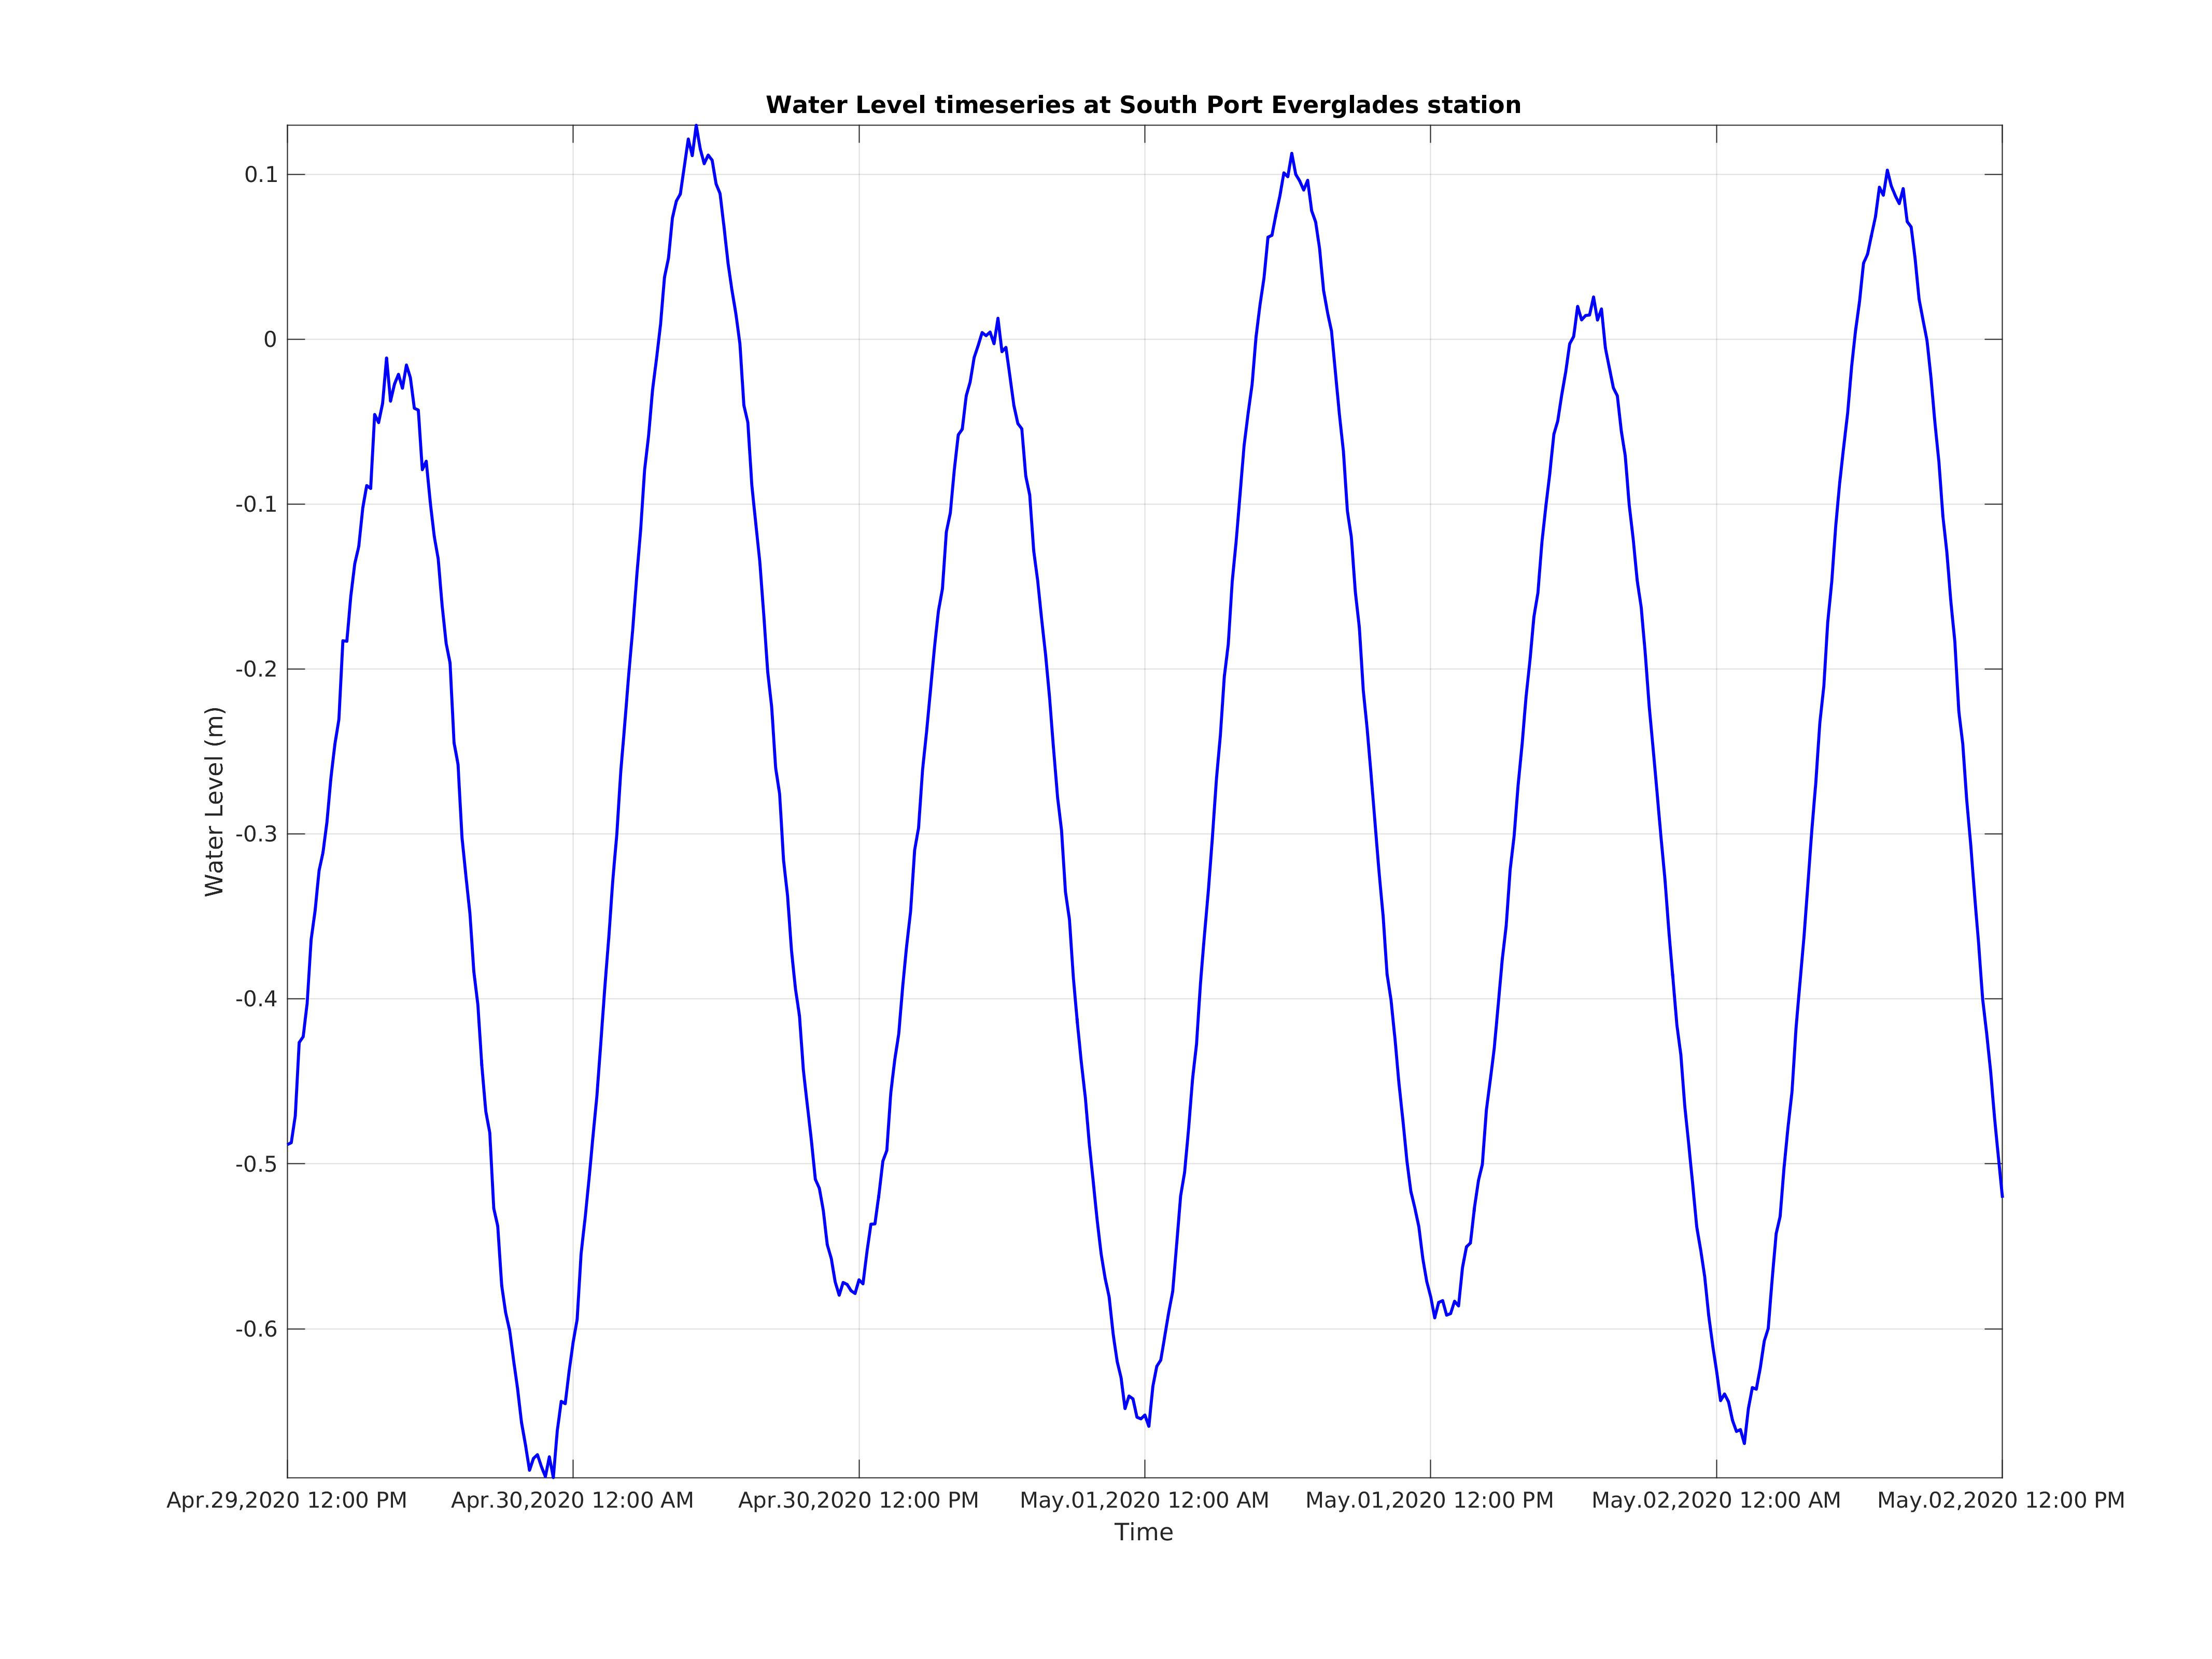 Water Level timeseries at South Port Everglades station
0.1
0
-0.1
-0.2
-0.3
-0.4
-0.5
-0.6
Water Level (m)
Apr.29,2020 12:00 PM
Apr.30,2020 12:00 AM
Apr.30,2020 12:00 PM
May.01,2020 12:00 AM
May.01,2020 12:00 PM
May.02,2020 12:00 AM
May.02,2020 12:00 PM
Time